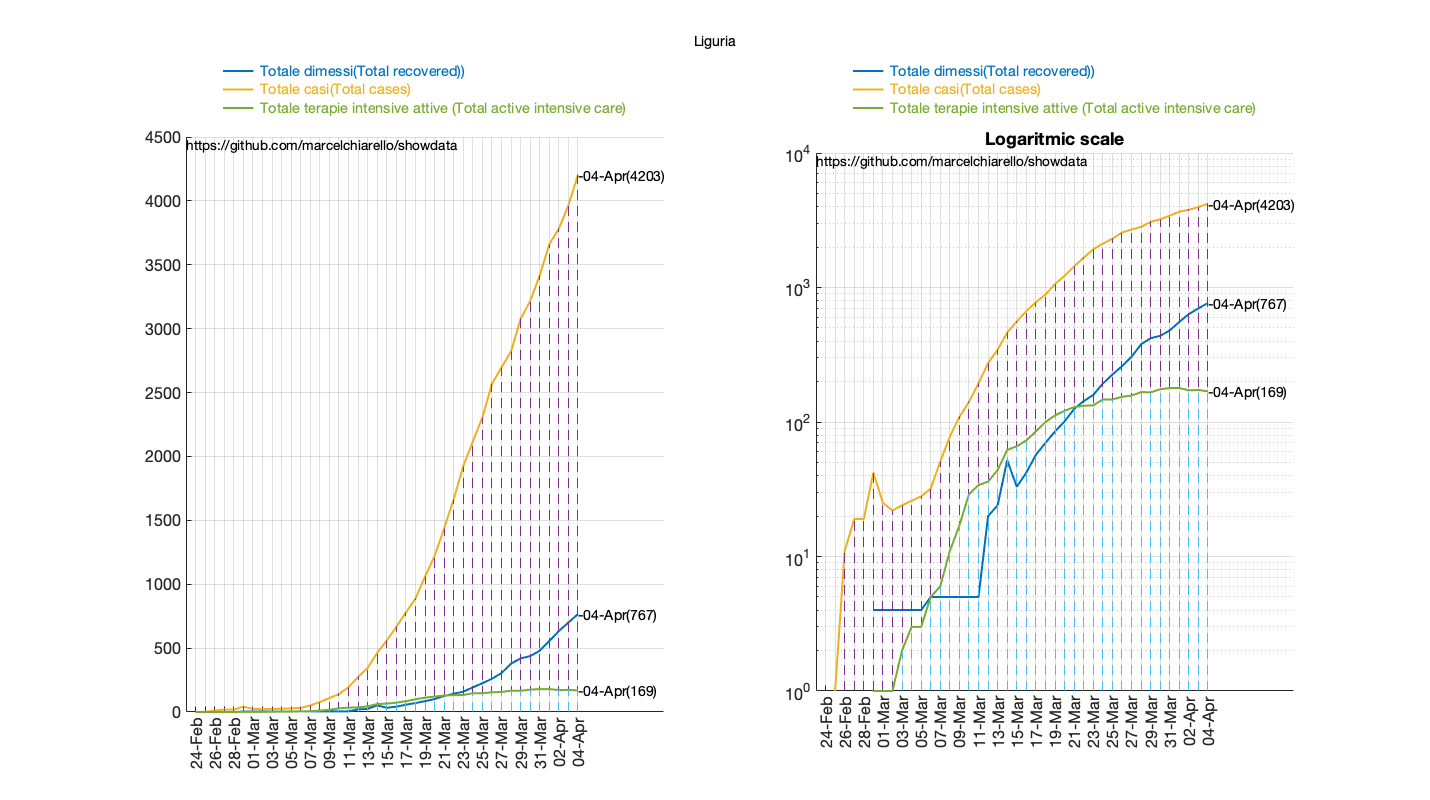 Liguria
Totale dimessi(Total recovered))
Totale casi(Total cases)
Totale terapie intensive attive (Total active intensive care)
https://github.com/marcelchiarello/showdata
4500
4000
3500
3000
2500
2000
1500
1000
500
0
-04-Apr(4203)
-04-Apr(767)
-04-Apr(169)
24-Feb
26-Feb
28-Feb
01-Mar
03-Mar
05-Mar
07-Mar
09-Mar
11-Mar
13-Mar
15-Mar
17-Mar
19-Mar
21-Mar
23-Mar
25-Mar
27-Mar
29-Mar
31-Mar
02-Apr
04-Apr
Totale dimessi(Total recovered))
Totale casi(Total cases)
Totale terapie intensive attive (Total active intensive care)
Logaritmic scale
https://github.com/marcelchiarello/showdata
10^4
10^3
10^2
10^1
10^0
-04-Apr(4203)
-04-Apr(767)
-04-Apr(169)
24-Feb
26-Feb
28-Feb
01-Mar
03-Mar
05-Mar
07-Mar
09-Mar
11-Mar
13-Mar
15-Mar
17-Mar
19-Mar
21-Mar
23-Mar
25-Mar
27-Mar
29-Mar
31-Mar
02-Apr
04-Apr